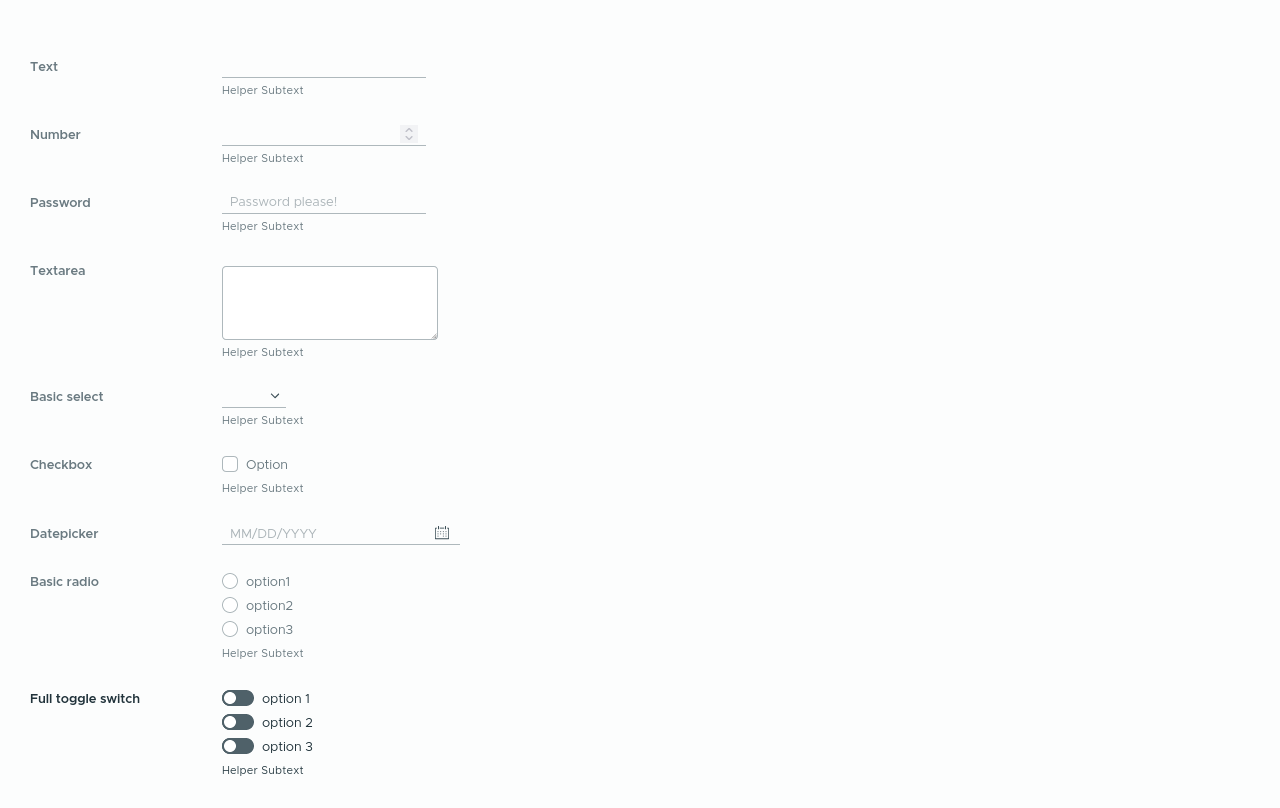 Text
Helper Subtext
Number
Helper Subtext
Password
Password please!
Helper Subtext
Textarea
Helper Subtext
Basic select
Helper Subtext
Checkbox
Option
Helper Subtext
Datepicker
MM/DD/YYYY
Basic radio
option1
option2
option3
Helper Subtext
Full toggle switch
option 1
option 2
option 3
Helper Subtext